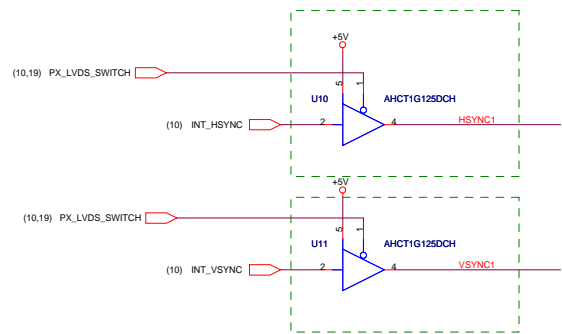 +5V
(10,19) PX_LVDS_SWITCH
5
1
U10 AHCT1G125DCH
(10) INT_HSYNC 2 4 HSYNC1
+5V
(10,19) PX_LVDS_SWITCH
5
1
U11 AHCT1G125DCH
(10) INT_VSYNC 2 4 VSYNC1